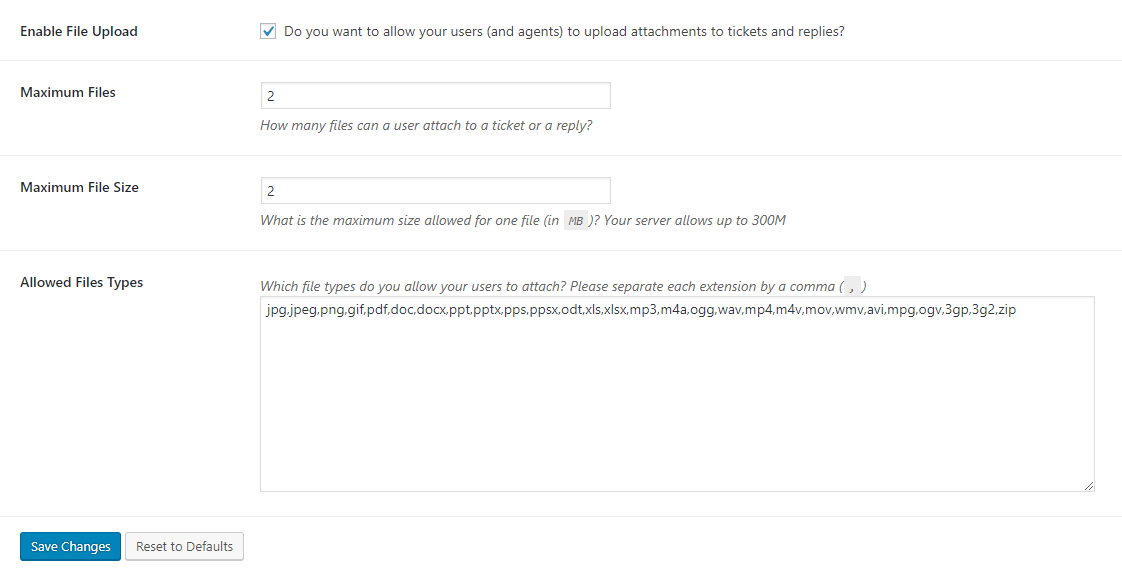 Enable File Upload
Do you want to allow your users (and agents) to upload attachments to tickets and replies?
Maximum Files
2
How many files can a user attach to a ticket or a reply?
Maximum File Size
2
What is the maximum size allowed for one file (in MB )? Your server allows up to 300M
Allowed Files Types
Which file types do you allow your users to attach? Please separate each extension by a comma ( , )
jpg,jpeg,png,gif,pdf,doc,docx,ppt,pptx,pps,ppsx,odt,xls,xlsx,mp3,m4a,ogg,wav,mp4,m4v,mov,wmv,avi,mpg,ogv,3gp,3g2,zip
Save Changes
Reset to Defaults